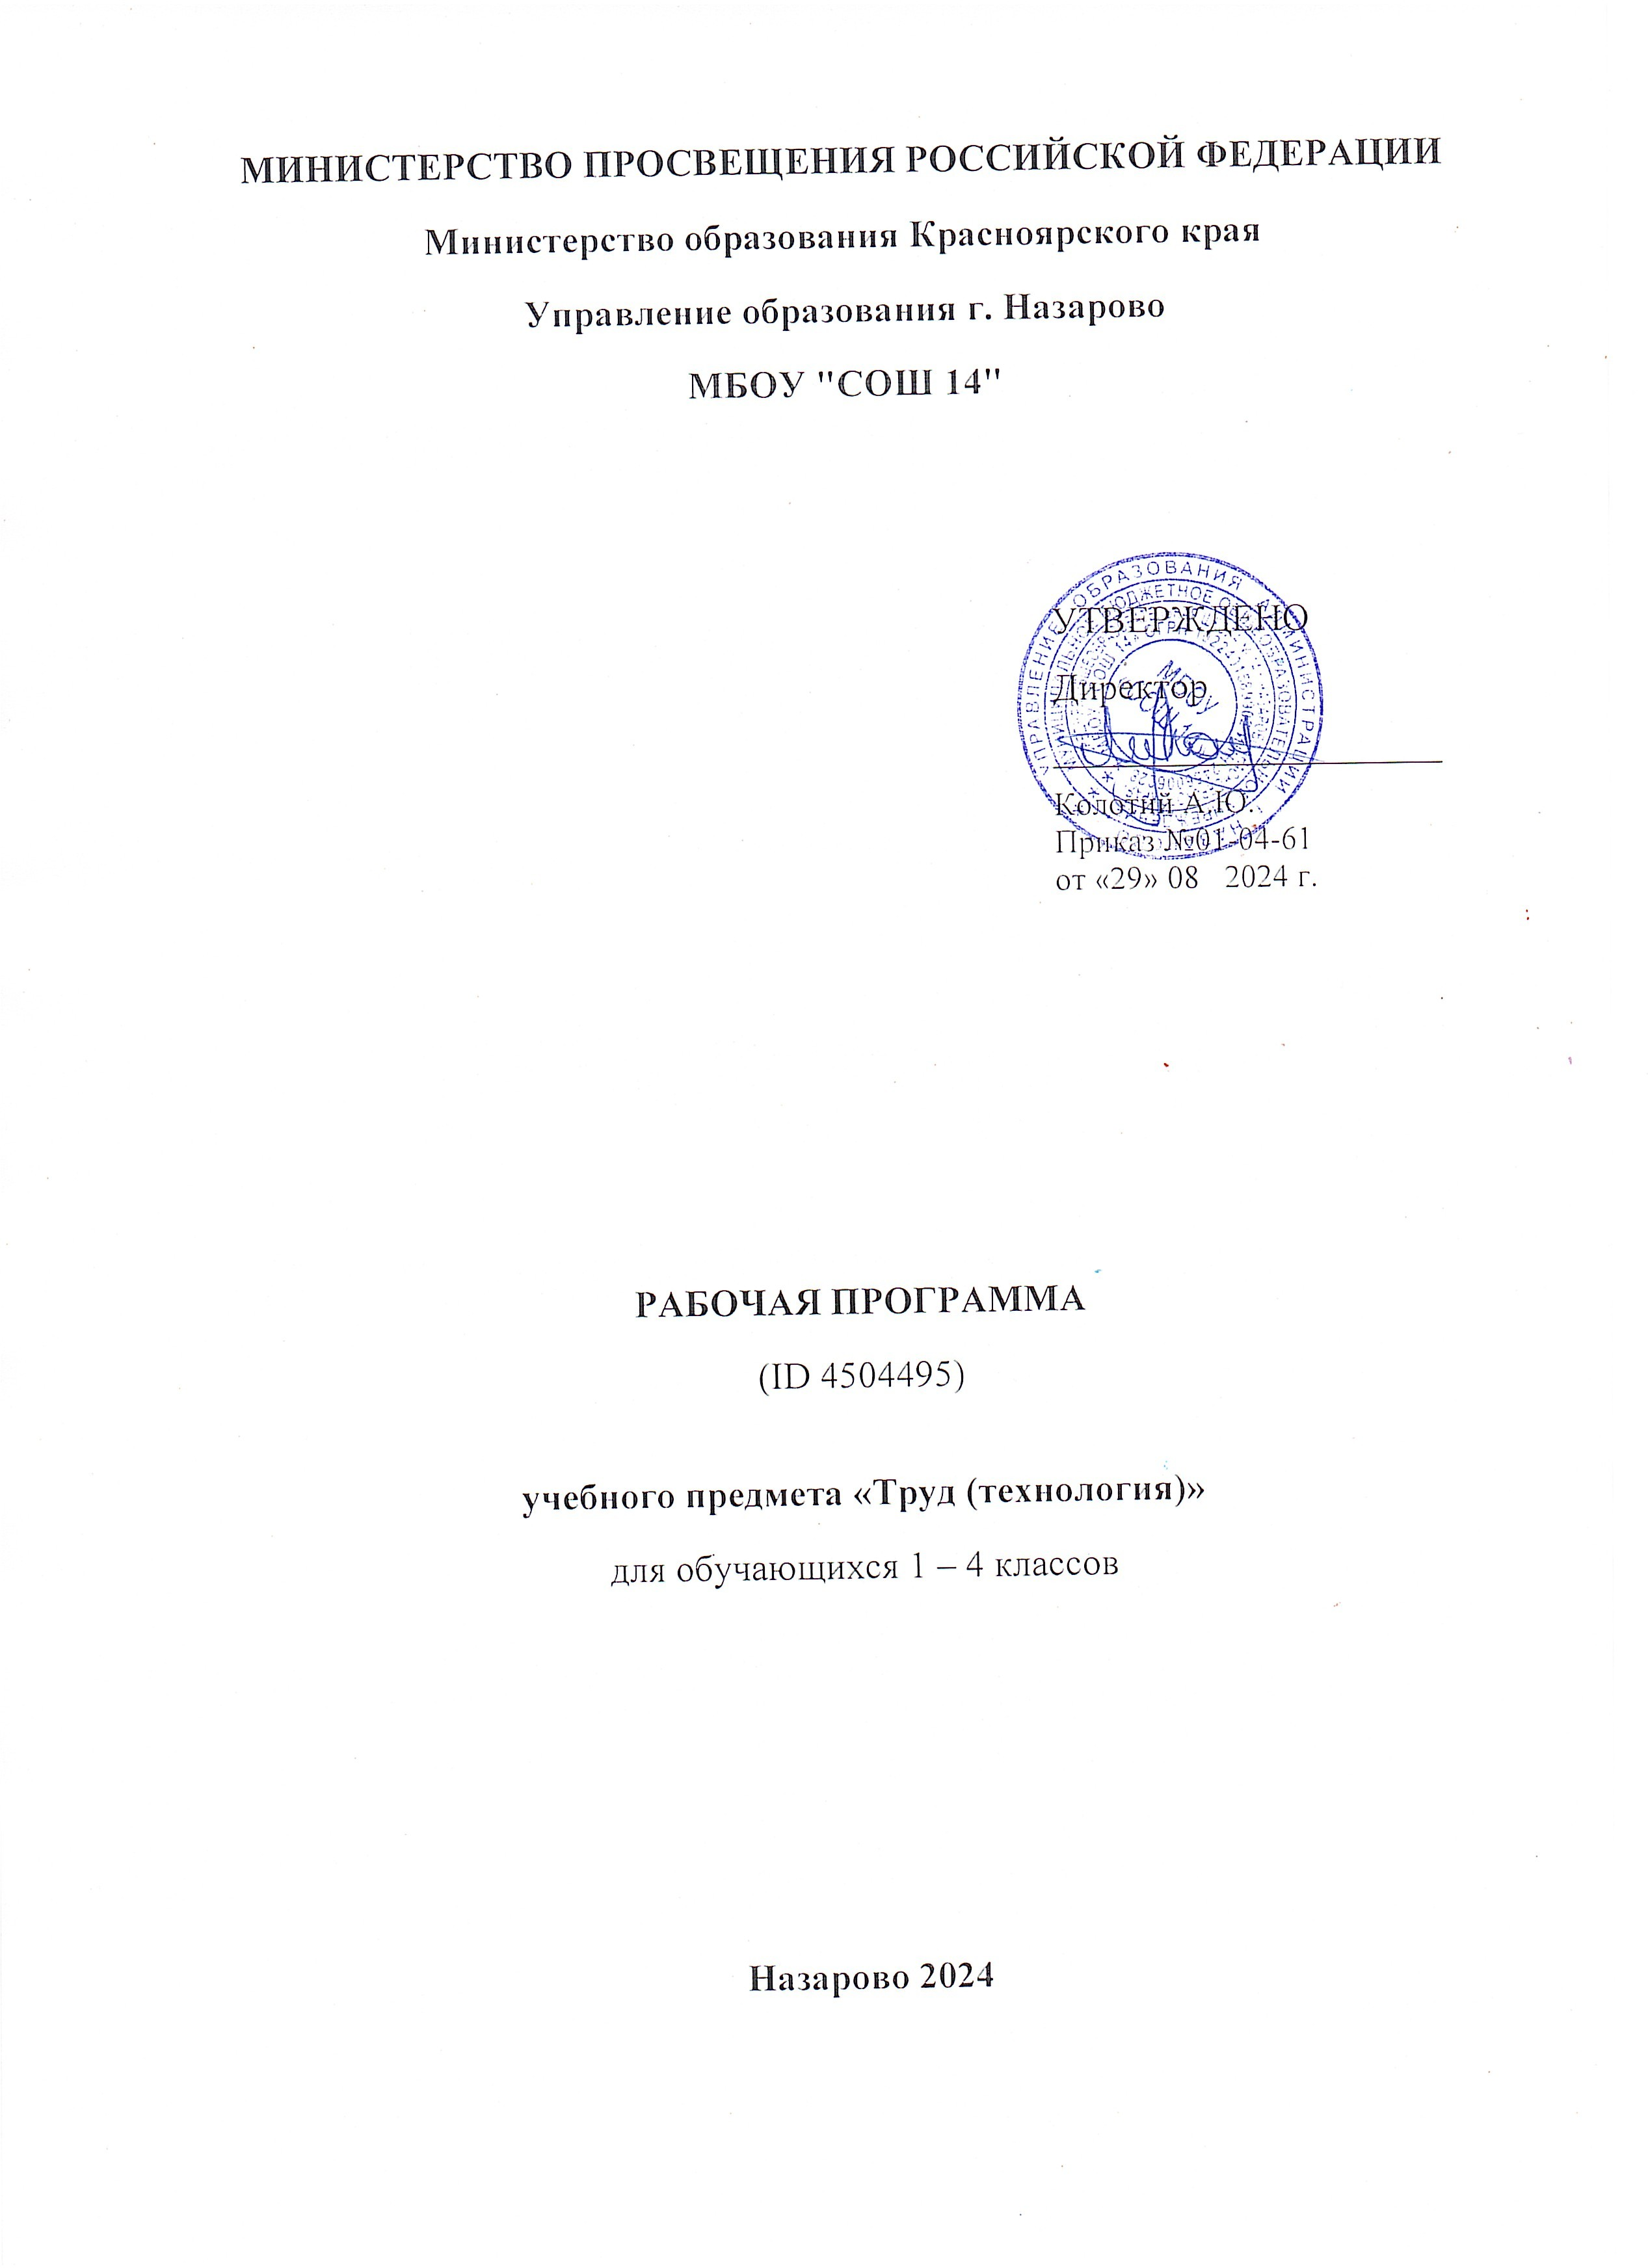 МИНИСТЕРСТВО ПРОСВЕЩЕНИЯ РОССИЙСКОЙ ФЕДЕРАЦИИ
Министерство образования Красноярского края
Управление образования г. Назарово
МБОУ "СОШ 14"
УТВЕРЖДЕНО
Директор
Колотий А.Ю.
Приказ №01-04-61
от «29» 08 2024 г.
РАБОЧАЯ ПРОГРАММА
(ID 4504495)
учебного предмета «Труд (технология)»
для обучающихся 1 – 4 классов
Назарово 2024